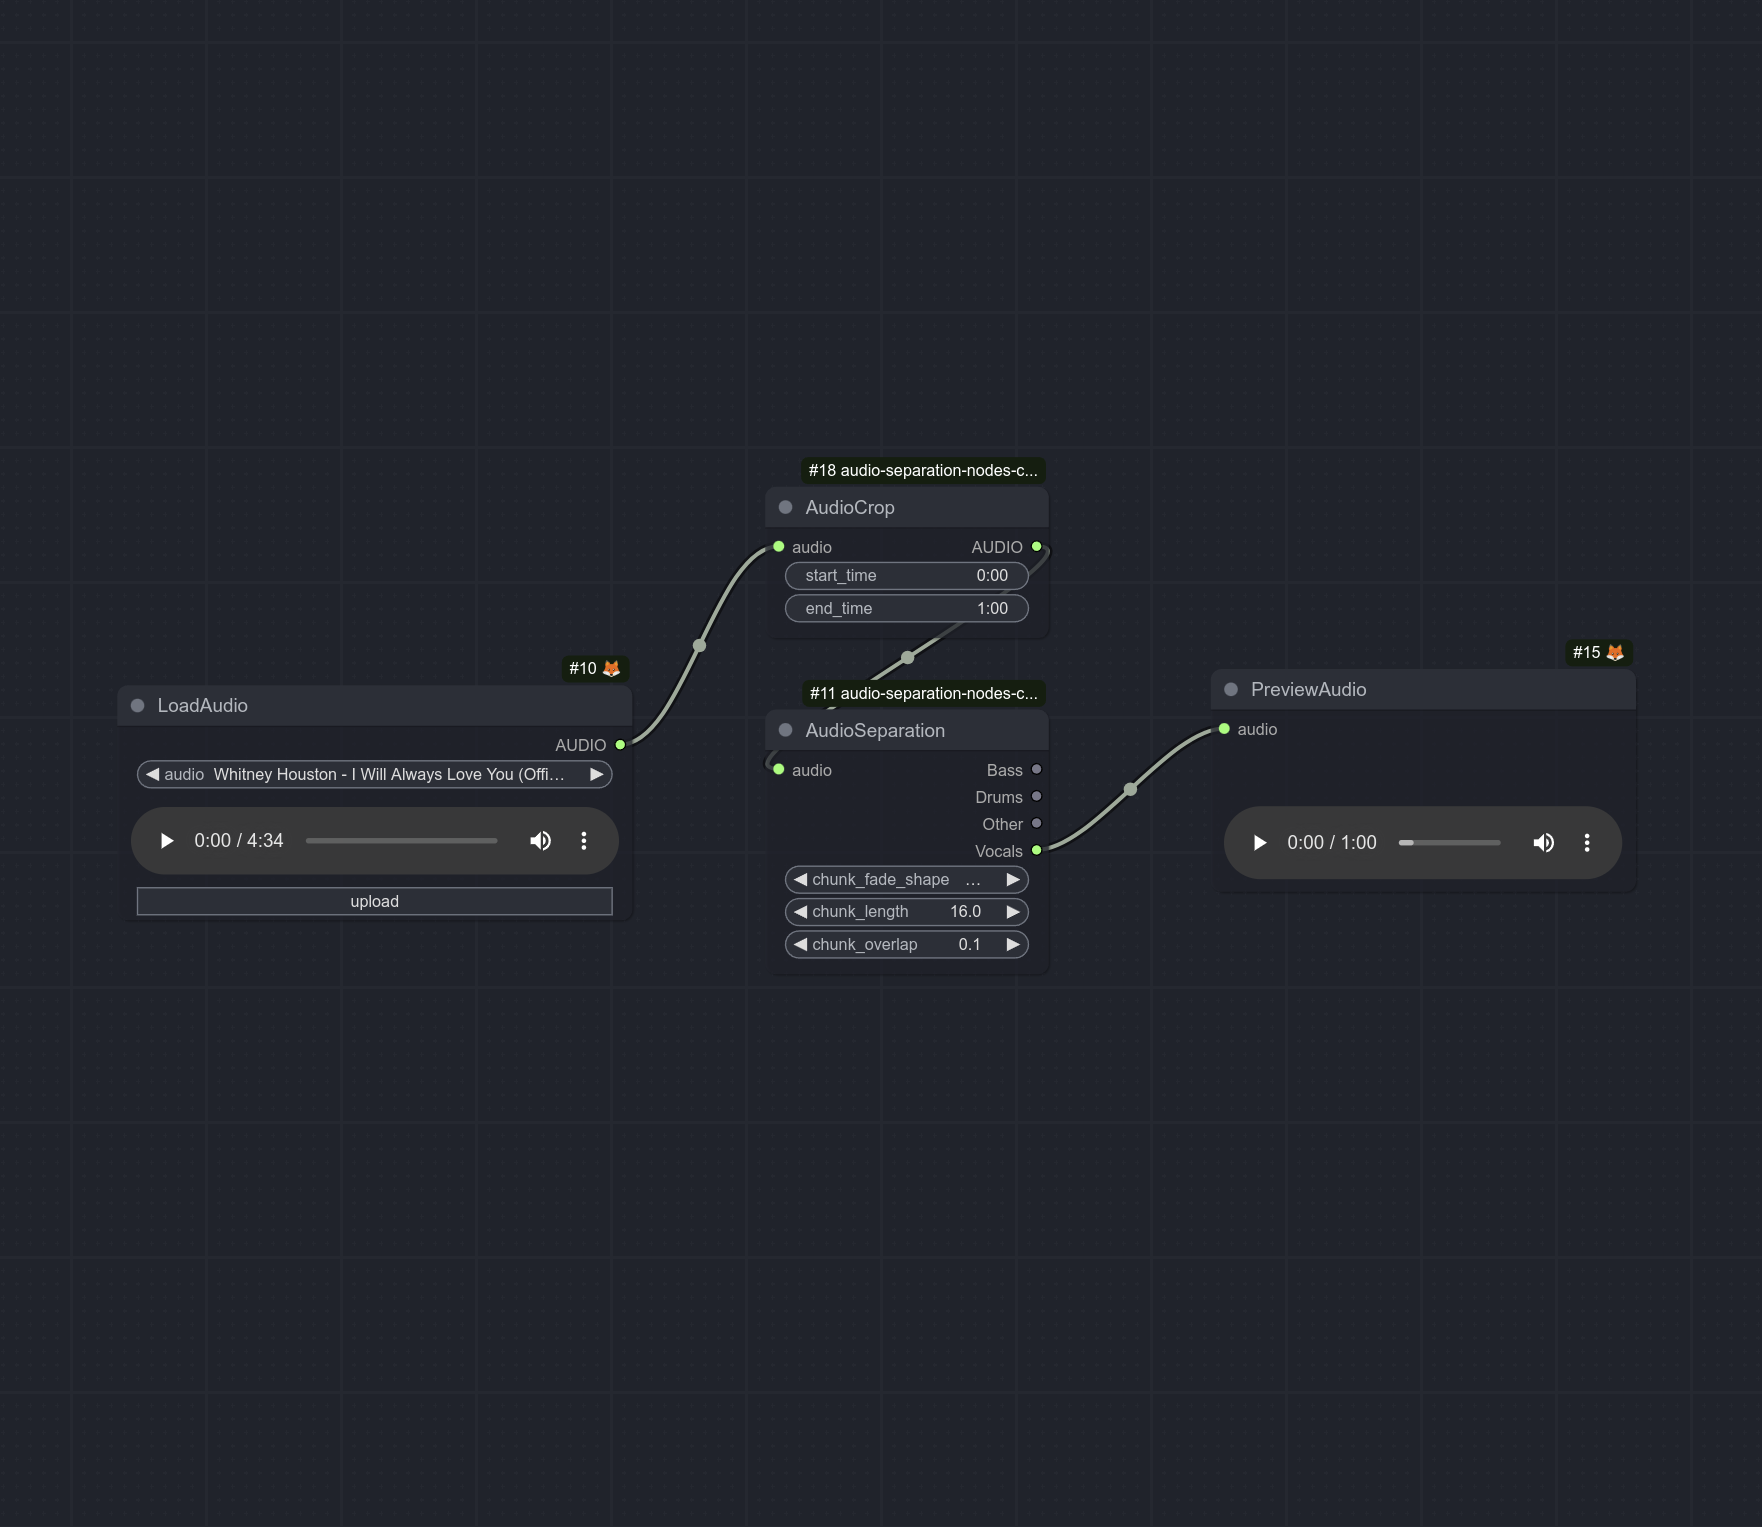 #18 audio-separation-nodes-c...
AudioCrop
audio AUDIO
start_time 0:00
end_time 1:00
#10 🦊
LoadAudio
AUDIO
audio Whitney Houston - I Will Always Love You (Offi…
0:00 / 4:34
upload
#11 audio-separation-nodes-c...
AudioSeparation
audio Bass
Drums
Other
Vocals
chunk_fade_shape …
chunk_length 16.0
chunk_overlap 0.1
#15 🦊
PreviewAudio
audio
0:00 / 1:00